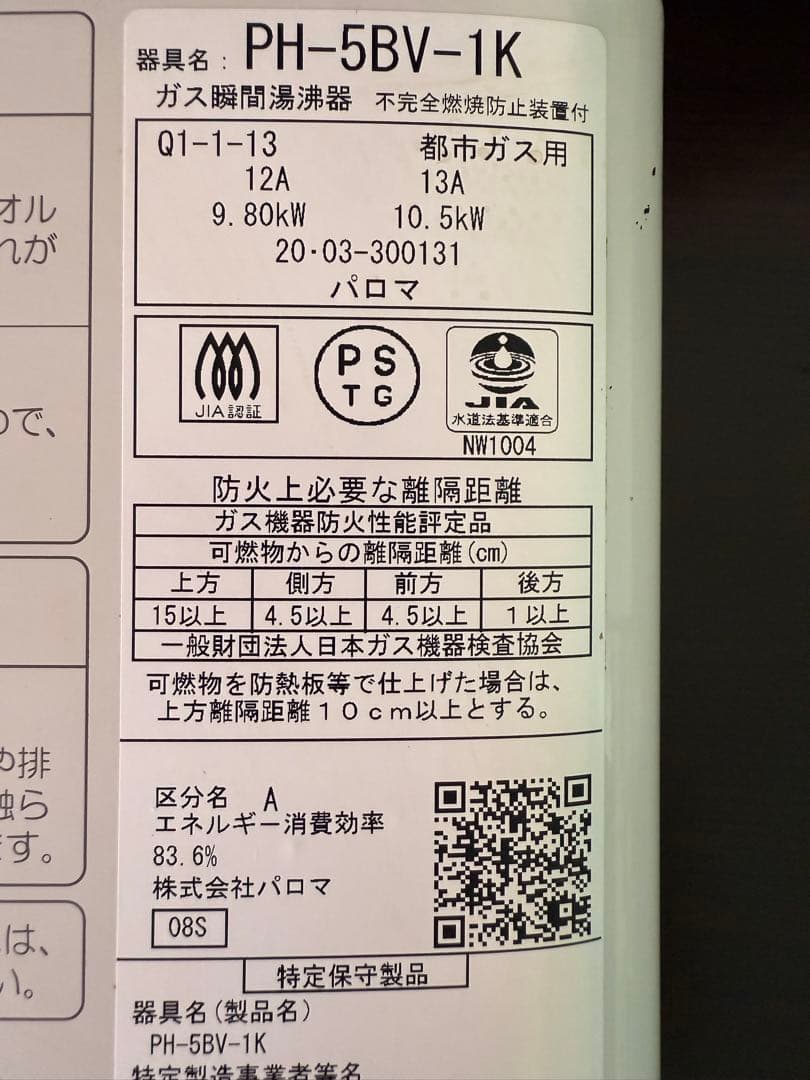 器具名: PH-5BV-1K
ガス瞬間湯沸器 不完全燃焼防止装置付
Q1-1-13 都市ガス用
12A 13A
9.80kW 10.5kW
20・03-300131
パロマ
JIA認証
PS
TG
JIA
水道法基準適合
NW1004
防火上必要な離隔距離
ガス機器防火性能評定品
可燃物からの離隔距離(cm)
上方 側方 前方 後方
15以上 4.5以上 4.5以上 1以上
一般財団法人日本ガス機器検査協会
可燃物を防熱板等で仕上げた場合は、
上方離隔距離10cm以上とする。
区分名 A
エネルギー消費効率
83.6%
株式会社パロマ
08S
特定保守製品
器具名(製品名)
PH-5BV-1K
特定製造事業者等名
オル
れが
ので、
や排
触ら
ます。
は、
い。